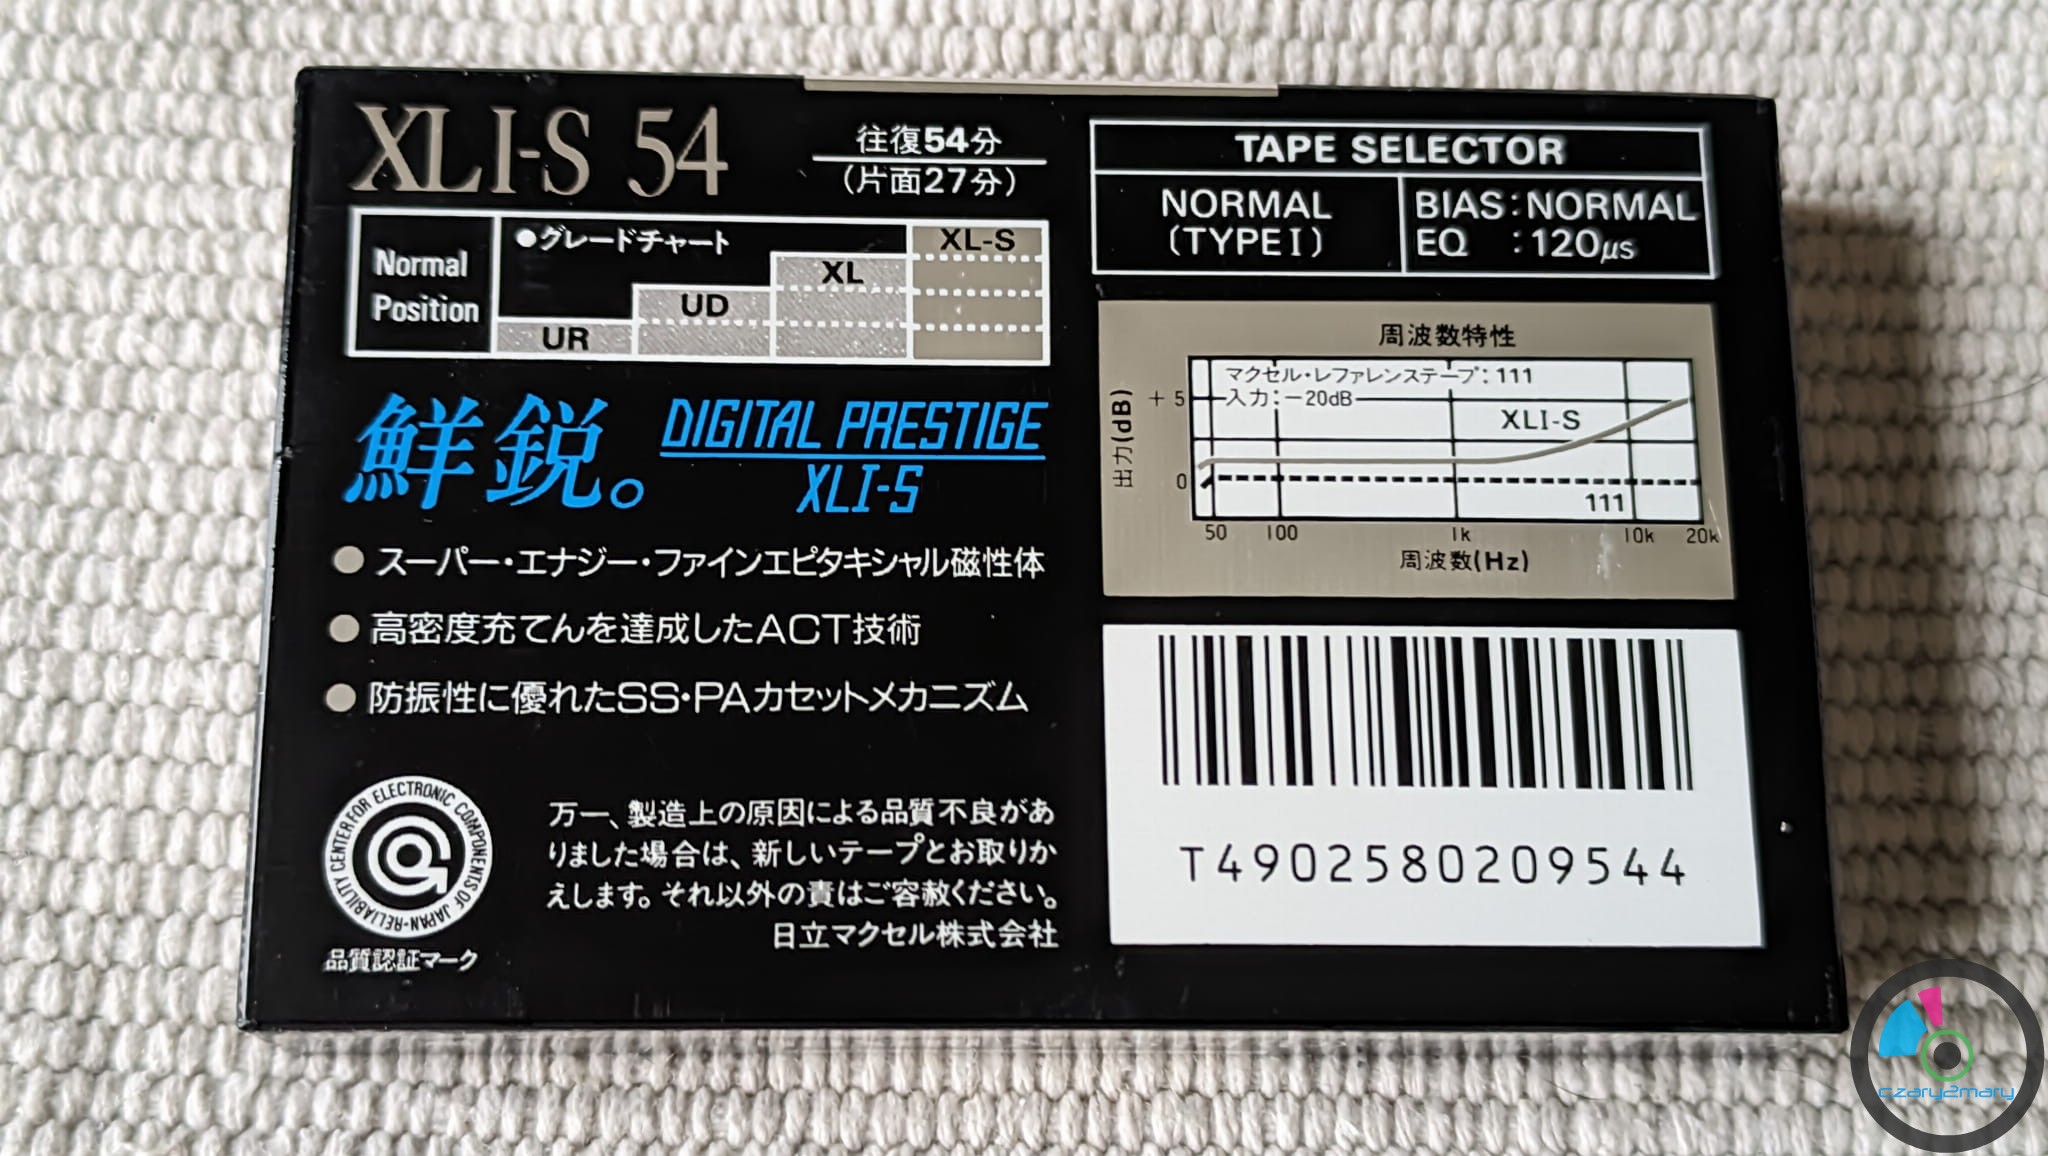 XLI-S 54
往復54分
(片面27分)
Normal
Position
●グレードチャート
UR
UD
XL
XL-S
鮮鋭。
DIGITAL PRESTIGE
XLI-S
●スーパー・エナジー・ファインエピタキシャル磁性体
●高密度充てんを達成したACT技術
●防振性に優れたSS・PAカセットメカニズム
RELIABILITY CENTER FOR ELECTRONIC COMPONENTS OF JAPAN
品質認証マーク
万一、製造上の原因による品質不良があ
りました場合は、新しいテープとお取りか
えします。それ以外の責はご容赦ください。
日立マクセル株式会社
TAPE SELECTOR
NORMAL
(TYPE I)
BIAS:NORMAL
EQ :120μs
周波数特性
マクセル・レファレンステープ:111
入力:-20dB
XLI-S
111
出力(dB)
+5
0
50 100 1k 10k 20k
周波数(Hz)
T4902580209544
czary2mary